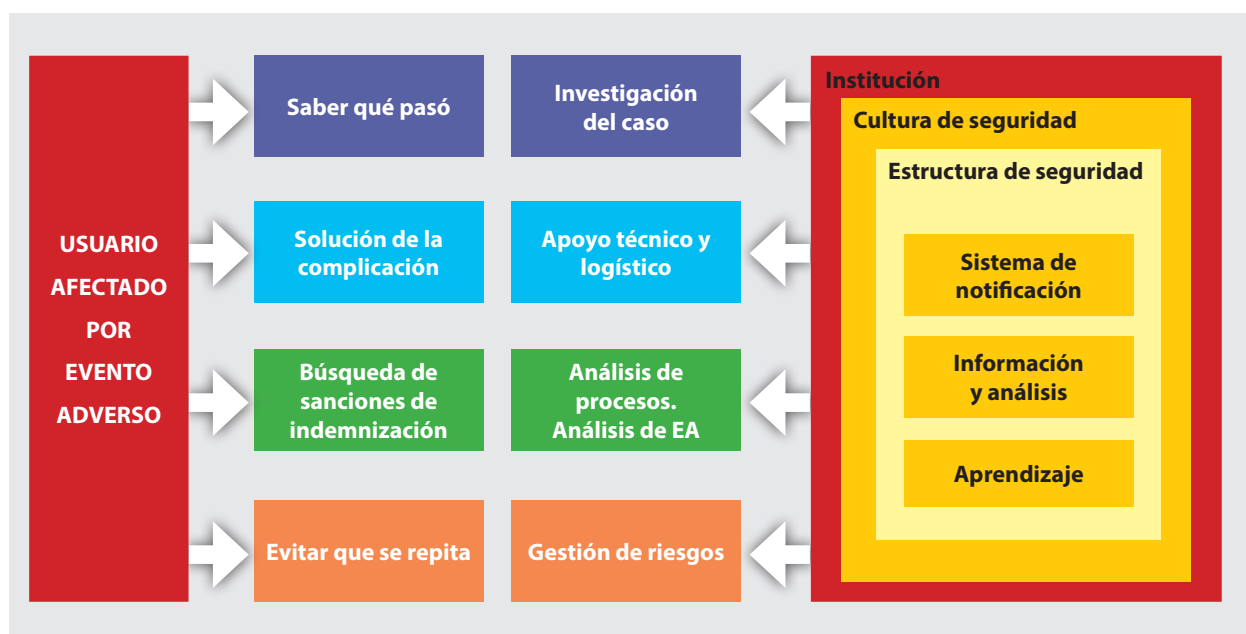 USUARIO
AFECTADO
POR
EVENTO
ADVERSO
Saber qué pasó
Investigación
del caso
Solución de la
complicación
Apoyo técnico y
logístico
Búsqueda de
sanciones de
indemnización
Análisis de
procesos.
Análisis de EA
Evitar que se repita
Gestión de riesgos
Institución
Cultura de seguridad
Estructura de seguridad
Sistema de
notificación
Información
y análisis
Aprendizaje